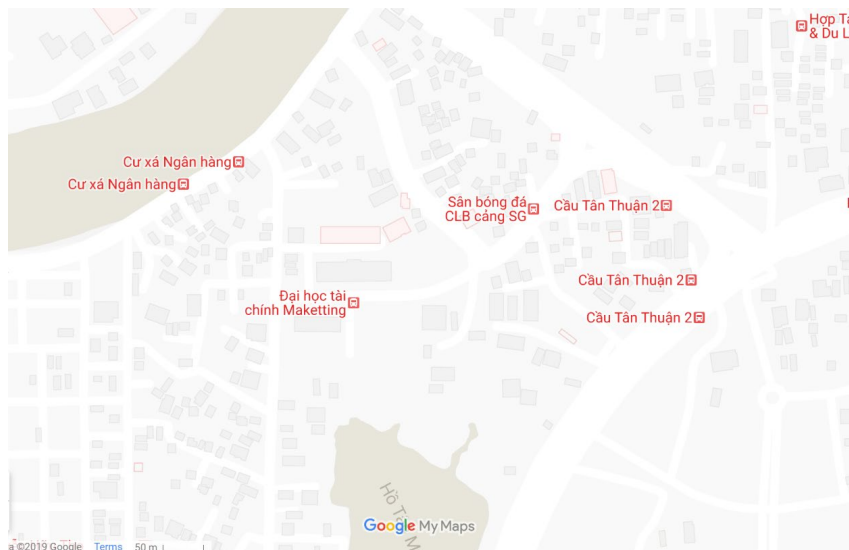 Hợp Tá
& Du L
Cư xá Ngân hàng
Cư xá Ngân hàng
Sân bóng đá
CLB cảng SG
Cầu Tân Thuận 2
Cầu Tân Thuận 2
Đại học tài
chính Maketting
Cầu Tân Thuận 2
Hồ Tà
Google My Maps
©2019 Google Terms 50 m